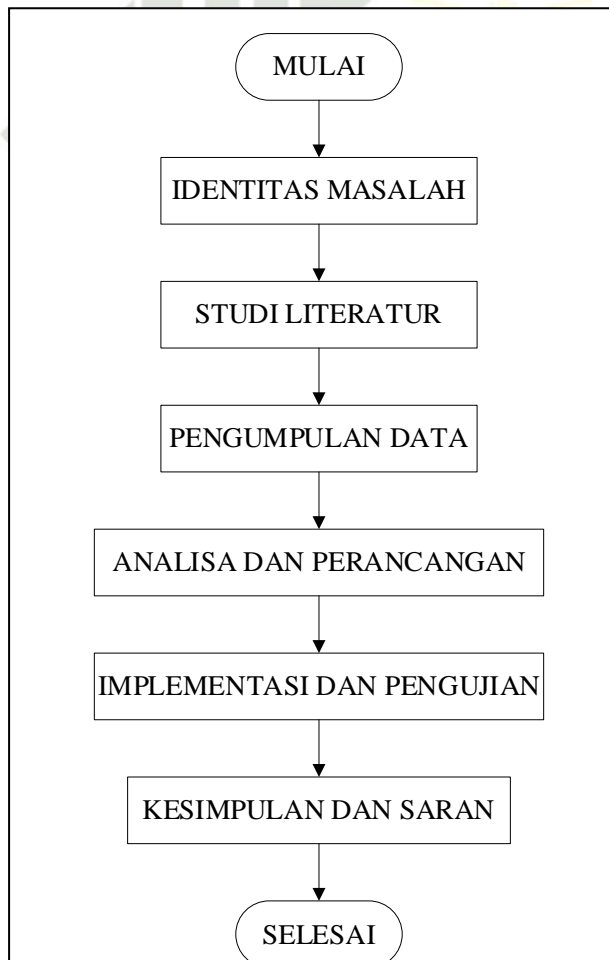 MULAI
IDENTITAS MASALAH
STUDI LITERATUR
PENGUMPULAN DATA
ANALISA DAN PERANCANGAN
IMPLEMENTASI DAN PENGUJIAN
KESIMPULAN DAN SARAN
SELESAI